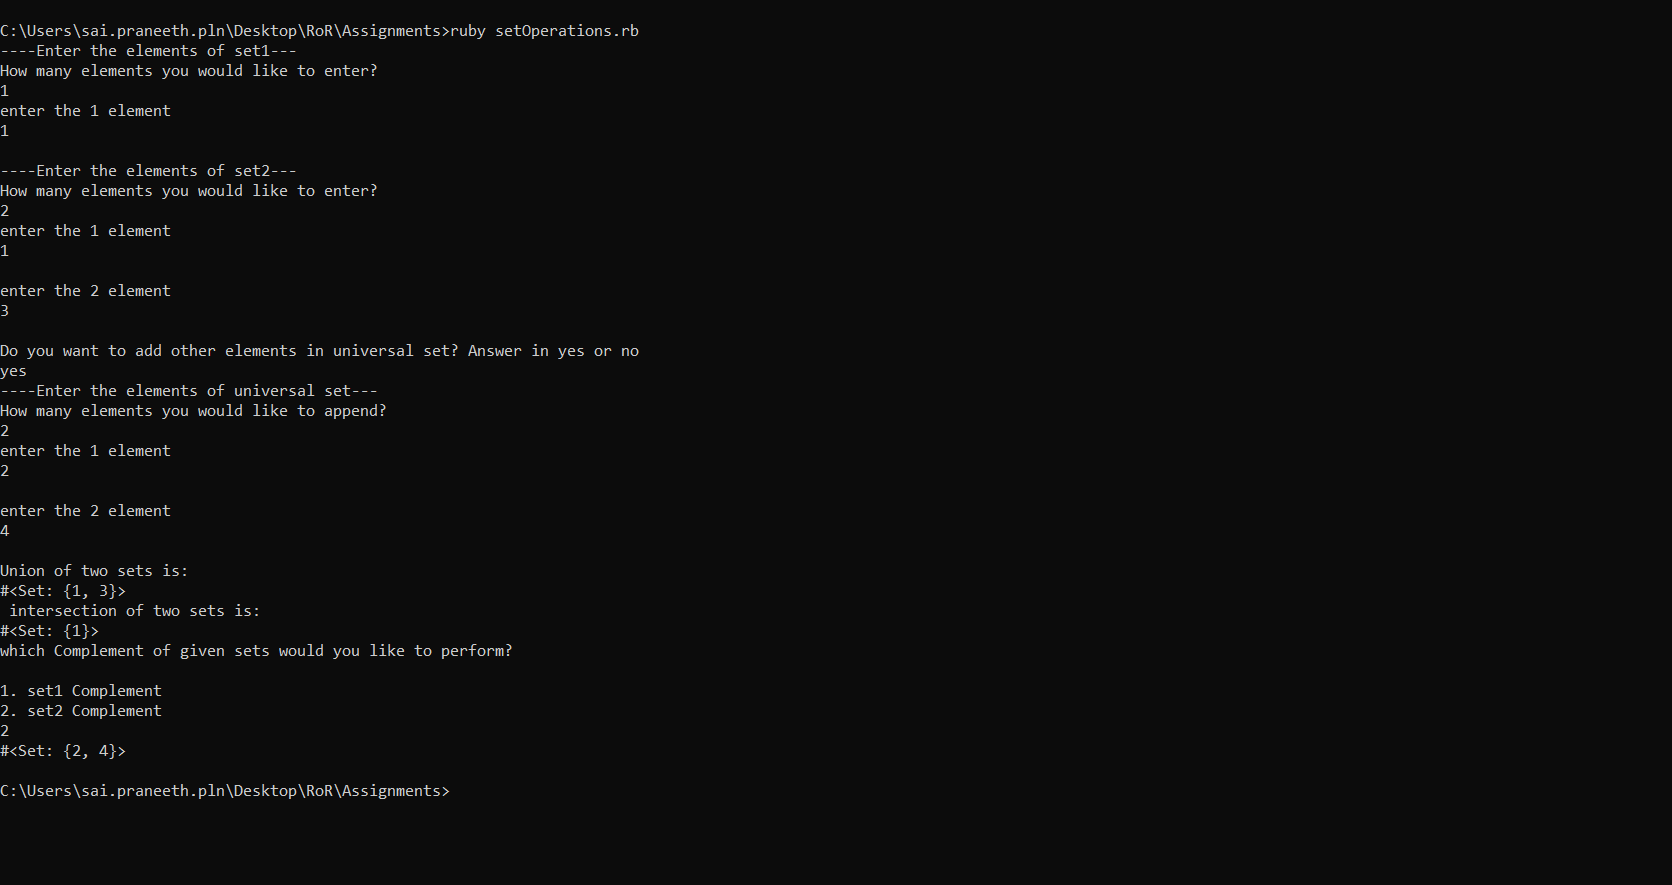 C:\Users\sai.praneeth.pln\Desktop\RoR\Assignments>ruby setOperations.rb
----Enter the elements of set1---
How many elements you would like to enter?
1
enter the 1 element
1
----Enter the elements of set2---
How many elements you would like to enter?
2
enter the 1 element
1
enter the 2 element
3
Do you want to add other elements in universal set? Answer in yes or no
yes
----Enter the elements of universal set---
How many elements you would like to append?
2
enter the 1 element
2
enter the 2 element
4
Union of two sets is:
#<Set: {1, 3}>
 intersection of two sets is:
#<Set: {1}>
which Complement of given sets would you like to perform?
1. set1 Complement
2. set2 Complement
2
#<Set: {2, 4}>
C:\Users\sai.praneeth.pln\Desktop\RoR\Assignments>